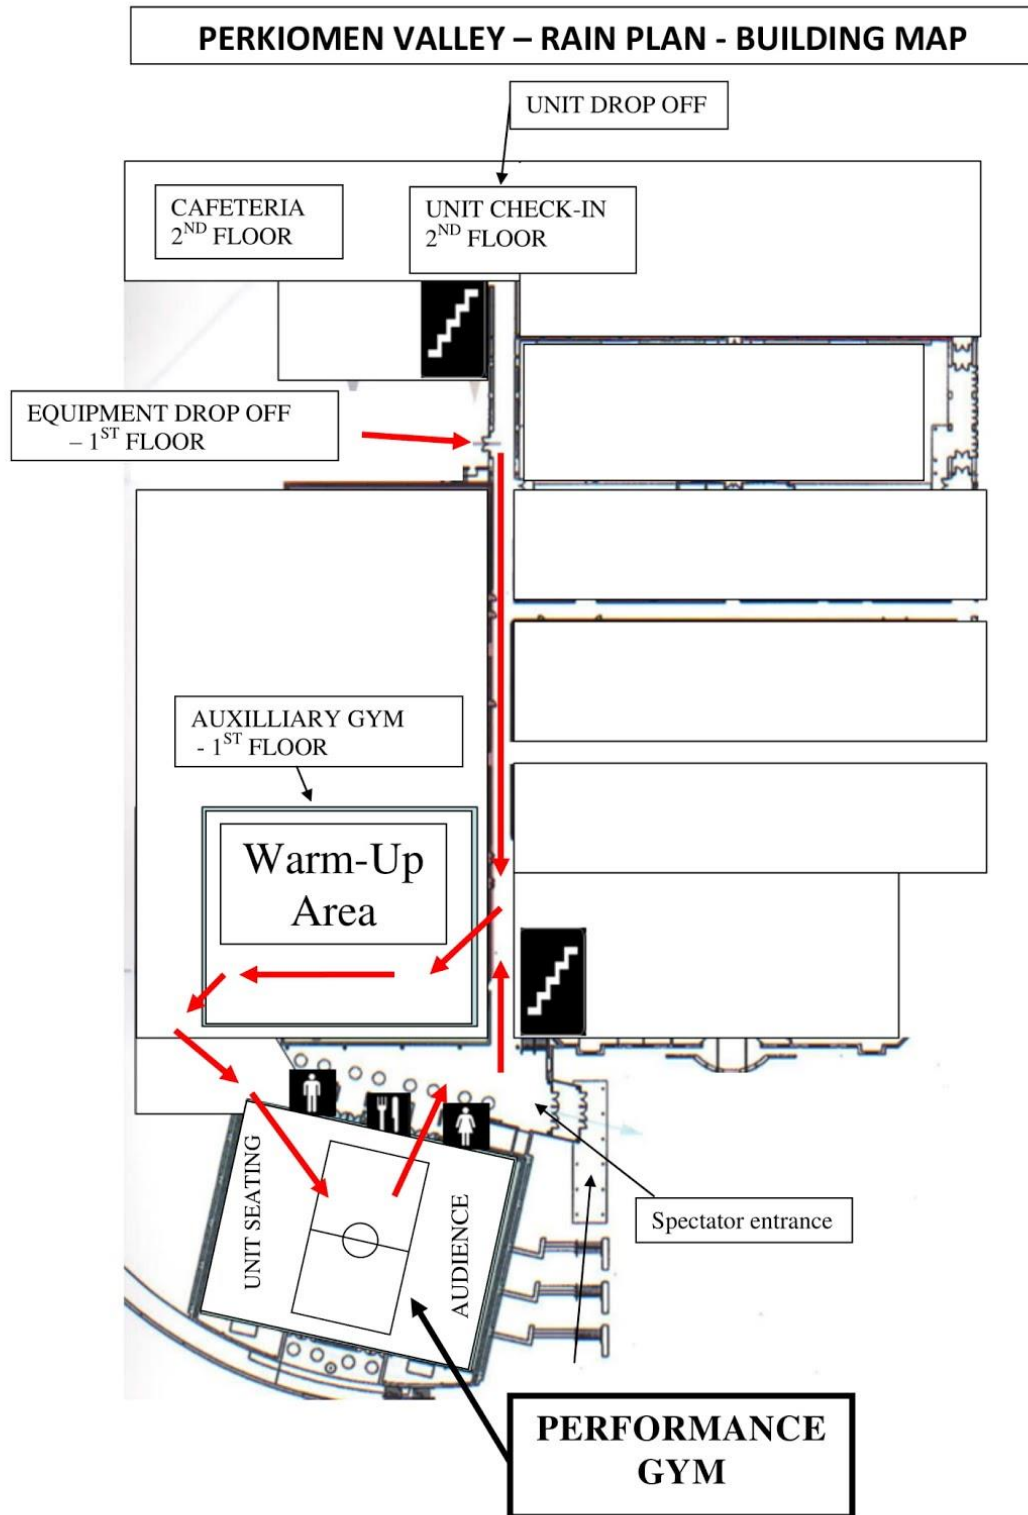 PERKIOMEN VALLEY – RAIN PLAN - BUILDING MAP
UNIT DROP OFF
CAFETERIA
2ND FLOOR
UNIT CHECK-IN
2ND FLOOR
EQUIPMENT DROP OFF
– 1ST FLOOR
AUXILLIARY GYM
- 1ST FLOOR
Warm-Up
Area
UNIT SEATING
AUDIENCE
Spectator entrance
PERFORMANCE
GYM